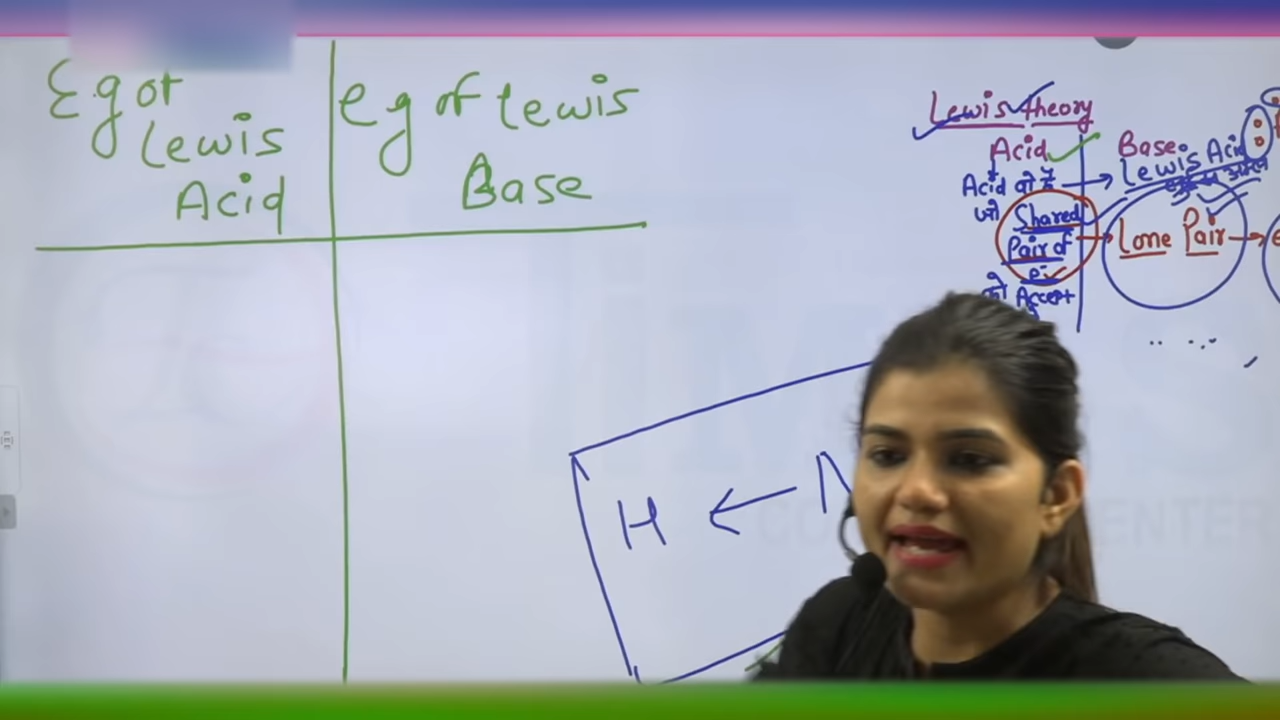 Eg of
Lewis
Acid
eg of Lewis
Base
Lewis theory
Acid
Base
Acid वो है → Lewis Acid
जो Shared
Pair of → Lone Pair →
e-
को Accept
H ← N